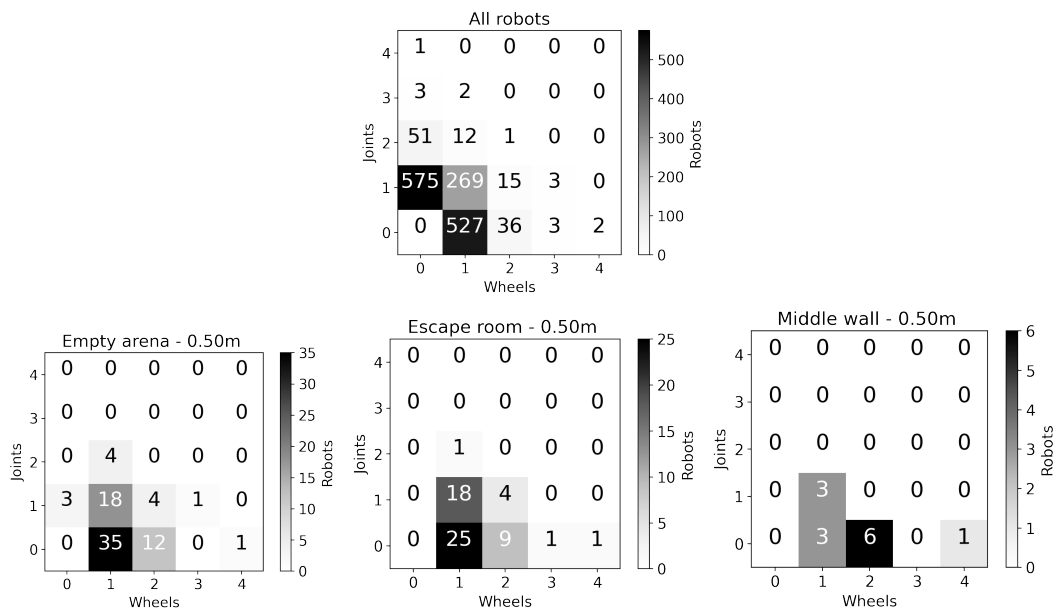 All robots
4 1 0 0 0 0
3 3 2 0 0 0
2 51 12 1 0 0
1 575 269 15 3 0
0 0 527 36 3 2
0 1 2 3 4
Wheels
Joints
500
400
300
200
100
0
Robots
Empty arena - 0.50m
4 0 0 0 0 0
3 0 0 0 0 0
2 0 4 0 0 0
1 3 18 4 1 0
0 0 35 12 0 1
0 1 2 3 4
Wheels
Joints
35
30
25
20
15
10
5
0
Robots
Escape room - 0.50m
4 0 0 0 0 0
3 0 0 0 0 0
2 0 1 0 0 0
1 0 18 4 0 0
0 0 25 9 1 1
0 1 2 3 4
Wheels
Joints
25
20
15
10
5
0
Robots
Middle wall - 0.50m
4 0 0 0 0 0
3 0 0 0 0 0
2 0 0 0 0 0
1 0 3 0 0 0
0 0 3 6 0 1
0 1 2 3 4
Wheels
Joints
6
5
4
3
2
1
0
Robots